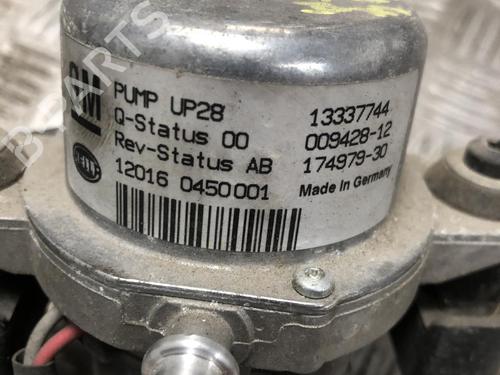 GM
PUMP UP28
Q-Status 00
Rev-Status AB
12016 0450001
HELLA
13337744
009428-12
174979-30
Made in Germany
B-PARTS